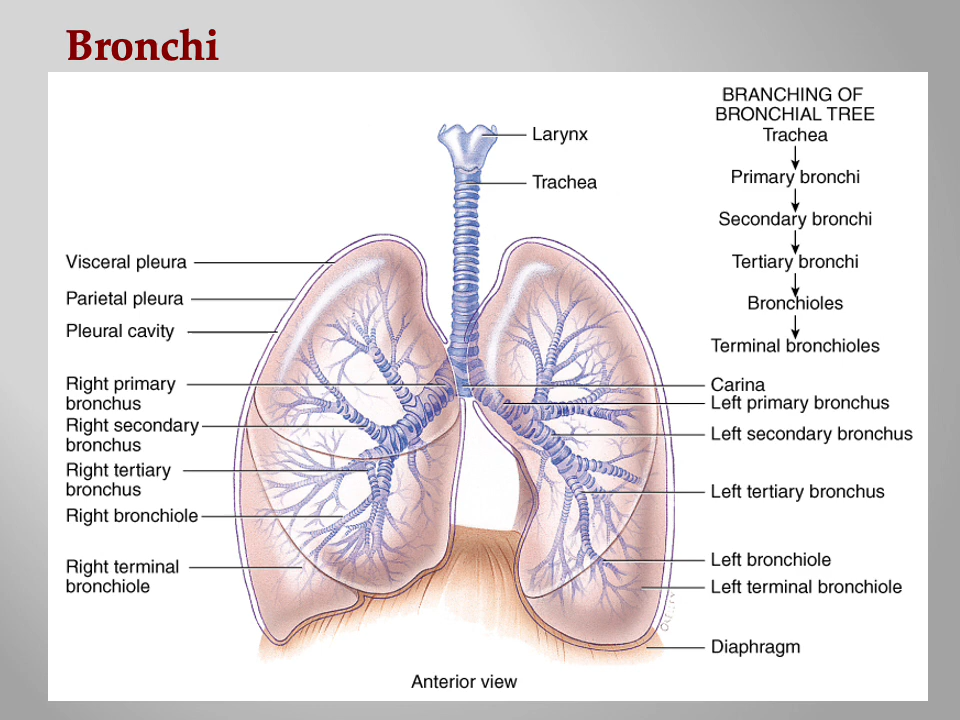 Bronchi
BRANCHING OF
BRONCHIAL TREE
Trachea
Primary bronchi
Secondary bronchi
Tertiary bronchi
Bronchioles
Terminal bronchioles
Larynx
Trachea
Visceral pleura
Parietal pleura
Pleural cavity
Right primary
bronchus
Right secondary
bronchus
Right tertiary
bronchus
Right bronchiole
Right terminal
bronchiole
Carina
Left primary bronchus
Left secondary bronchus
Left tertiary bronchus
Left bronchiole
Left terminal bronchiole
Diaphragm
Anterior view